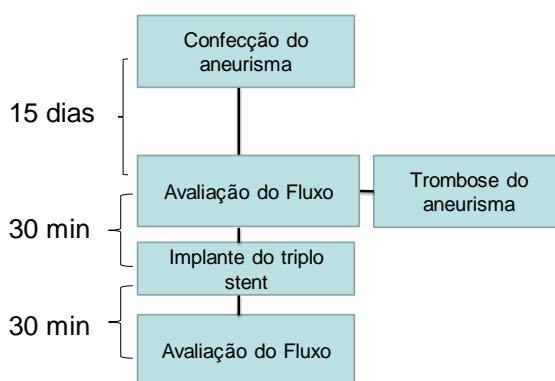 Confecção do
aneurisma
15 dias
Avaliação do Fluxo
Trombose do
aneurisma
30 min
Implante do triplo
stent
30 min
Avaliação do Fluxo